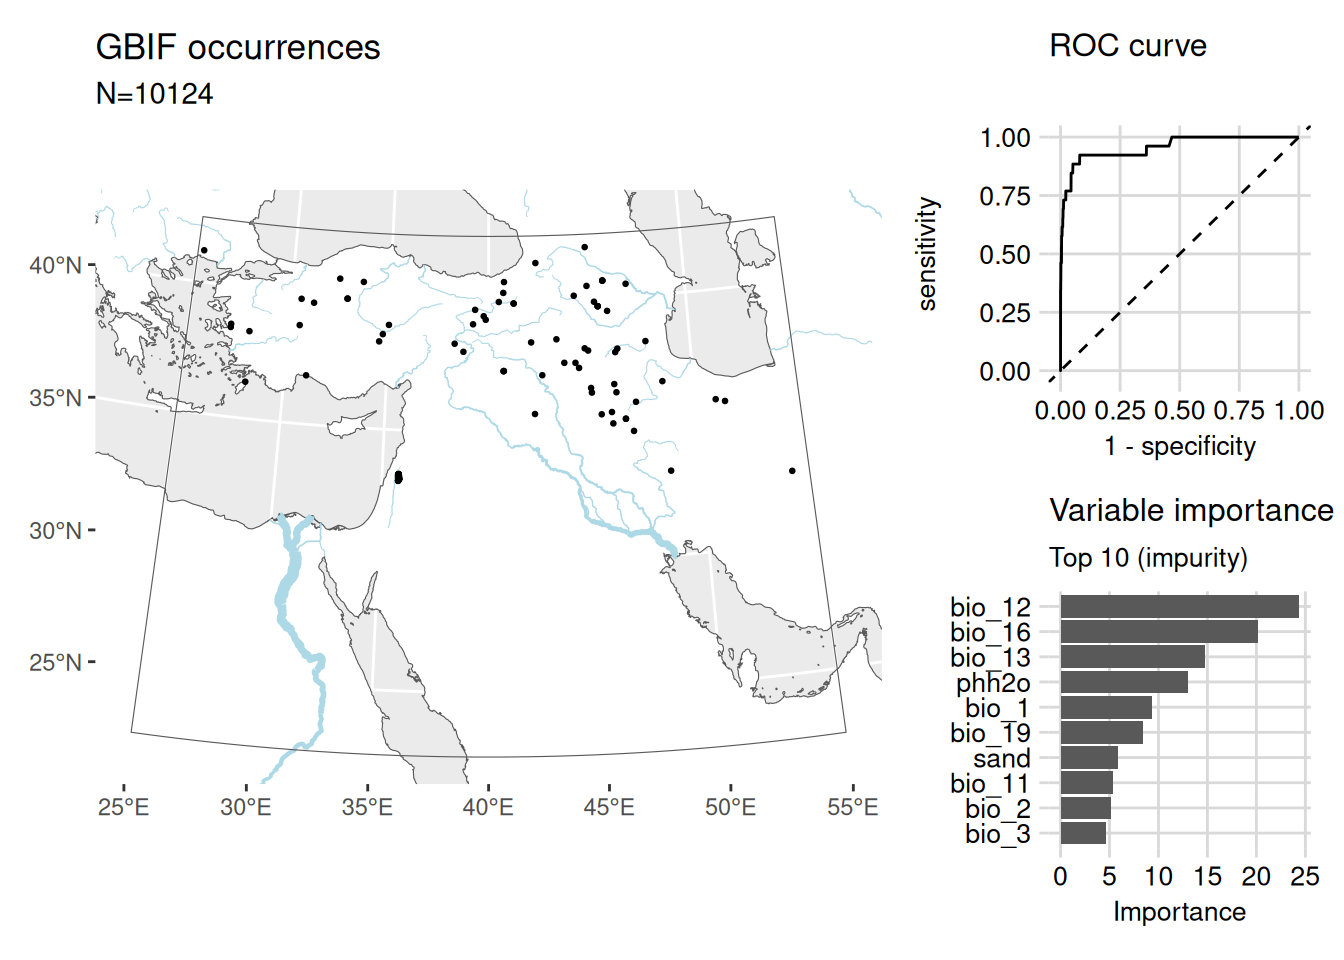 GBIF occurrences
N=10124
40°N
35°N
30°N
25°N
25°E 30°E 35°E 40°E 45°E 50°E 55°E
ROC curve
sensitivity
1.00
0.75
0.50
0.25
0.00
0.00 0.25 0.50 0.75 1.00
1 - specificity
Variable importance
Top 10 (impurity)
bio_12
bio_16
bio_13
phh2o
bio_1
bio_19
sand
bio_11
bio_2
bio_3
0 5 10 15 20 25
Importance